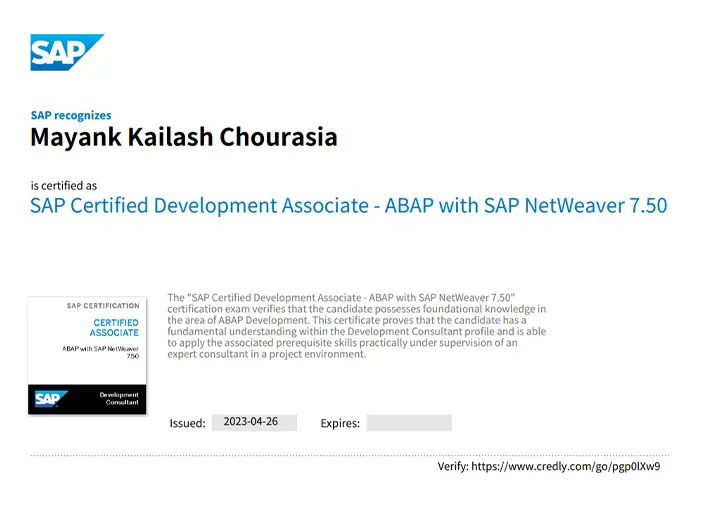 SAP
SAP recognizes
Mayank Kailash Chourasia
is certified as
SAP Certified Development Associate - ABAP with SAP NetWeaver 7.50
SAP CERTIFICATION
CERTIFIED
ASSOCIATE
ABAP with SAP NetWeaver
7.50
SAP
Development
Consultant
The "SAP Certified Development Associate - ABAP with SAP NetWeaver 7.50"
certification exam verifies that the candidate possesses foundational knowledge in
the area of ABAP Development. This certificate proves that the candidate has a
fundamental understanding within the Development Consultant profile and is able
to apply the associated prerequisite skills practically under supervision of an
expert consultant in a project environment.
Issued: 2023-04-26 Expires:
Verify: https://www.credly.com/go/pgp0lXw9